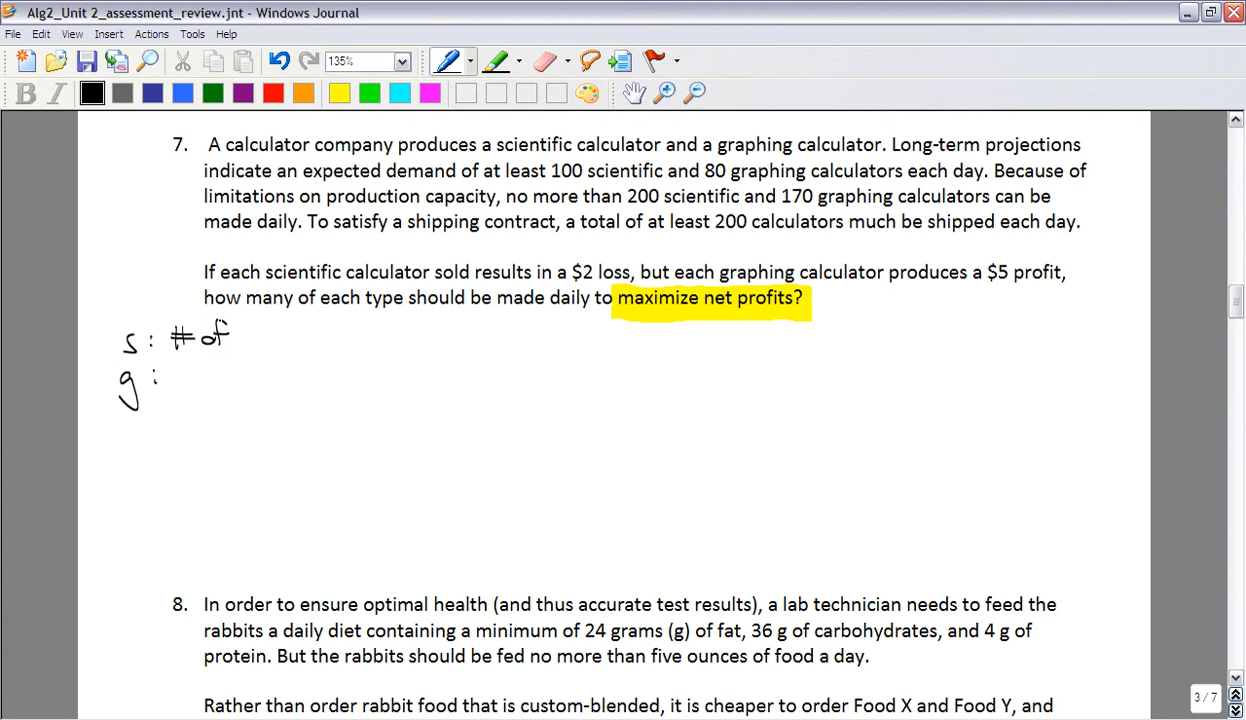 Alg2_Unit 2_assessment_review.jnt - Windows Journal
File Edit View Insert Actions Tools Help
135%
B I
7. A calculator company produces a scientific calculator and a graphing calculator. Long-term projections
indicate an expected demand of at least 100 scientific and 80 graphing calculators each day. Because of
limitations on production capacity, no more than 200 scientific and 170 graphing calculators can be
made daily. To satisfy a shipping contract, a total of at least 200 calculators much be shipped each day.
If each scientific calculator sold results in a $2 loss, but each graphing calculator produces a $5 profit,
how many of each type should be made daily to maximize net profits?
s : # of
g :
8. In order to ensure optimal health (and thus accurate test results), a lab technician needs to feed the
rabbits a daily diet containing a minimum of 24 grams (g) of fat, 36 g of carbohydrates, and 4 g of
protein. But the rabbits should be fed no more than five ounces of food a day.
Rather than order rabbit food that is custom-blended, it is cheaper to order Food X and Food Y, and
3 / 7